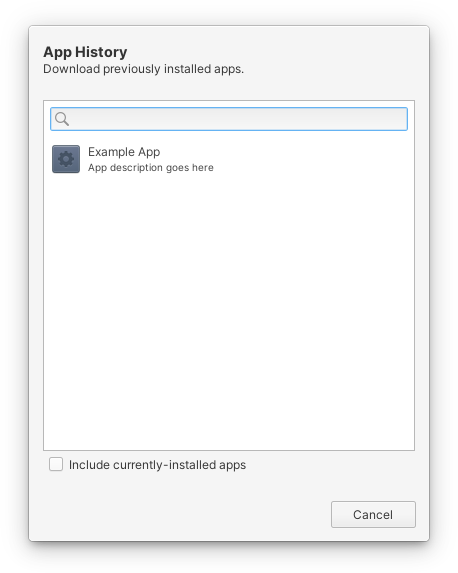 App History
Download previously installed apps.
Example App
App description goes here
Include currently-installed apps
Cancel